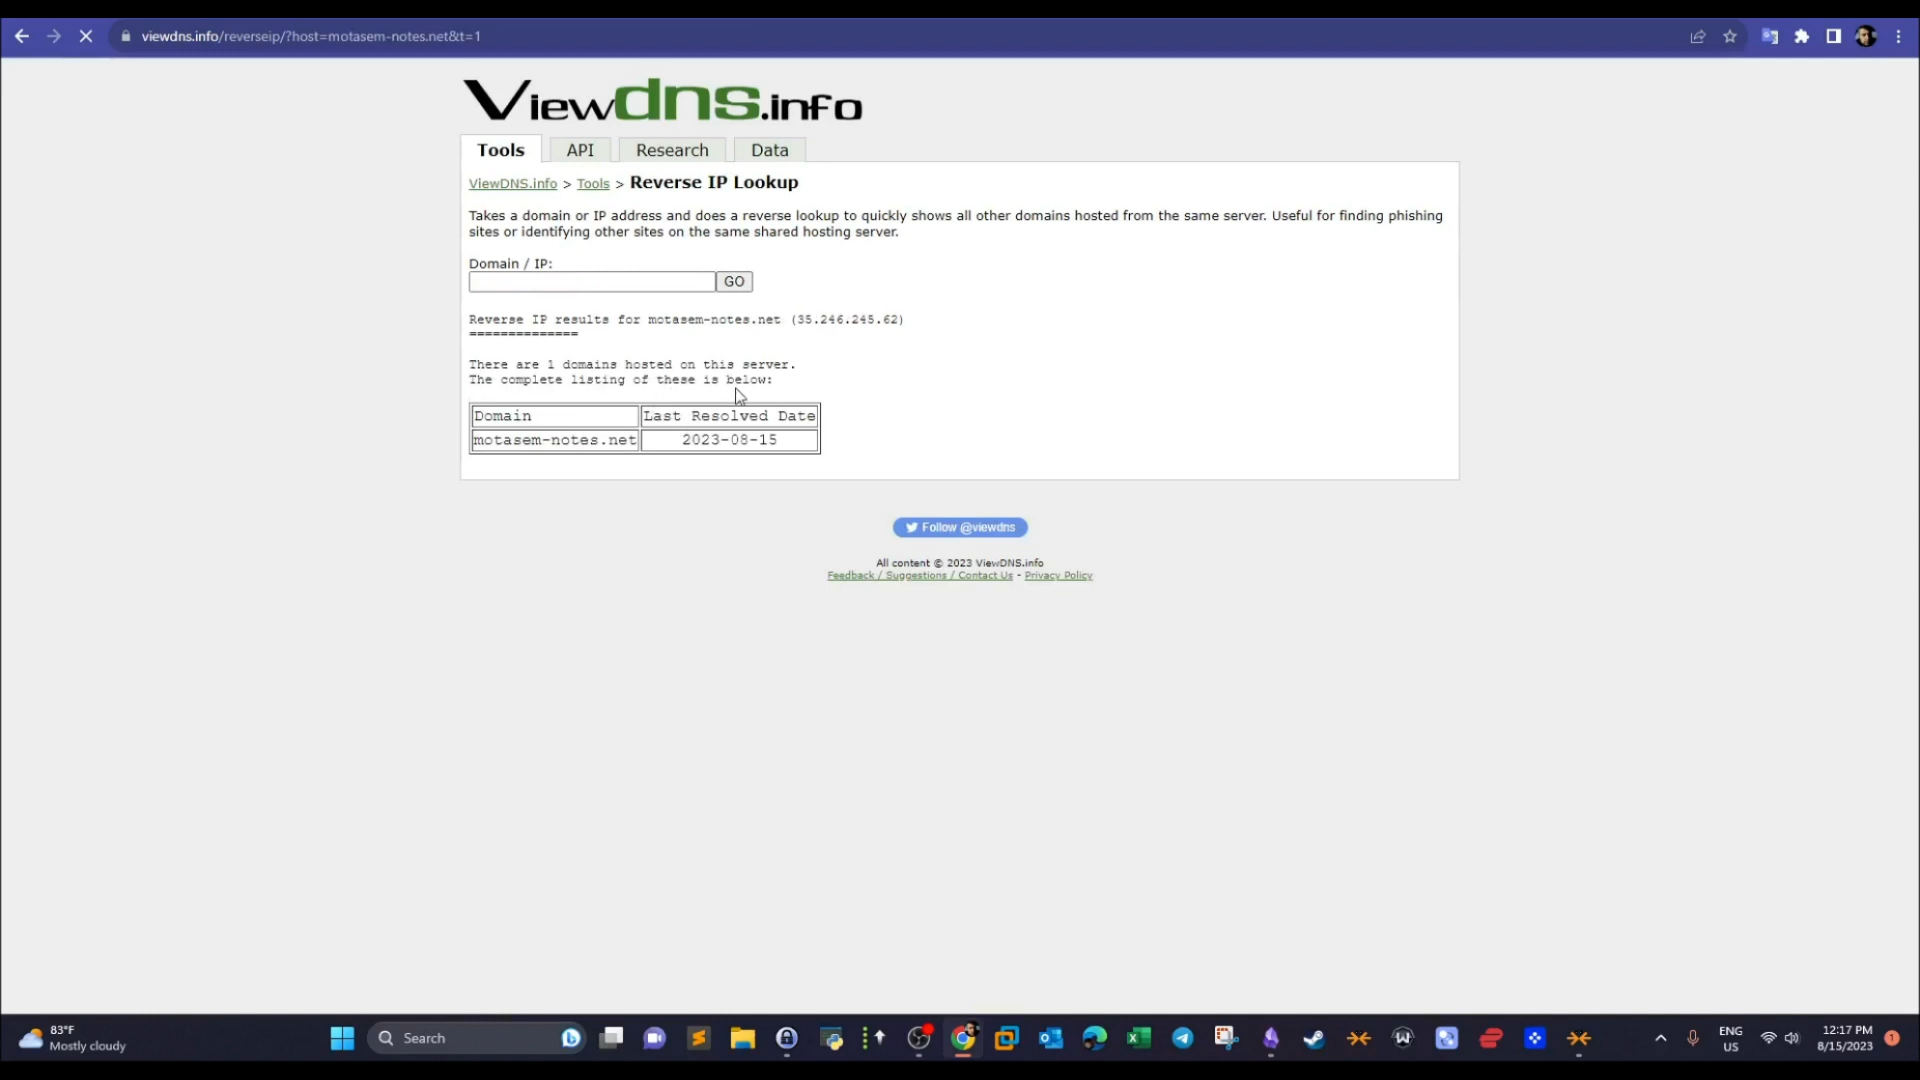 viewdns.info/reverseip/?host=motasem-notes.net&t=1
Viewdns.info
Tools API Research Data
ViewDNS.info > Tools > Reverse IP Lookup
Takes a domain or IP address and does a reverse lookup to quickly shows all other domains hosted from the same server. Useful for finding phishing
sites or identifying other sites on the same shared hosting server.
Domain / IP:
GO
Reverse IP results for motasem-notes.net (35.246.245.62)
==============
There are 1 domains hosted on this server.
The complete listing of these is below:
Domain Last Resolved Date
motasem-notes.net 2023-08-15
Follow @viewdns
All content © 2023 ViewDNS.info
Feedback / Suggestions / Contact Us - Privacy Policy
83°F
Mostly cloudy
Search
ENG
US
12:17 PM
8/15/2023
1